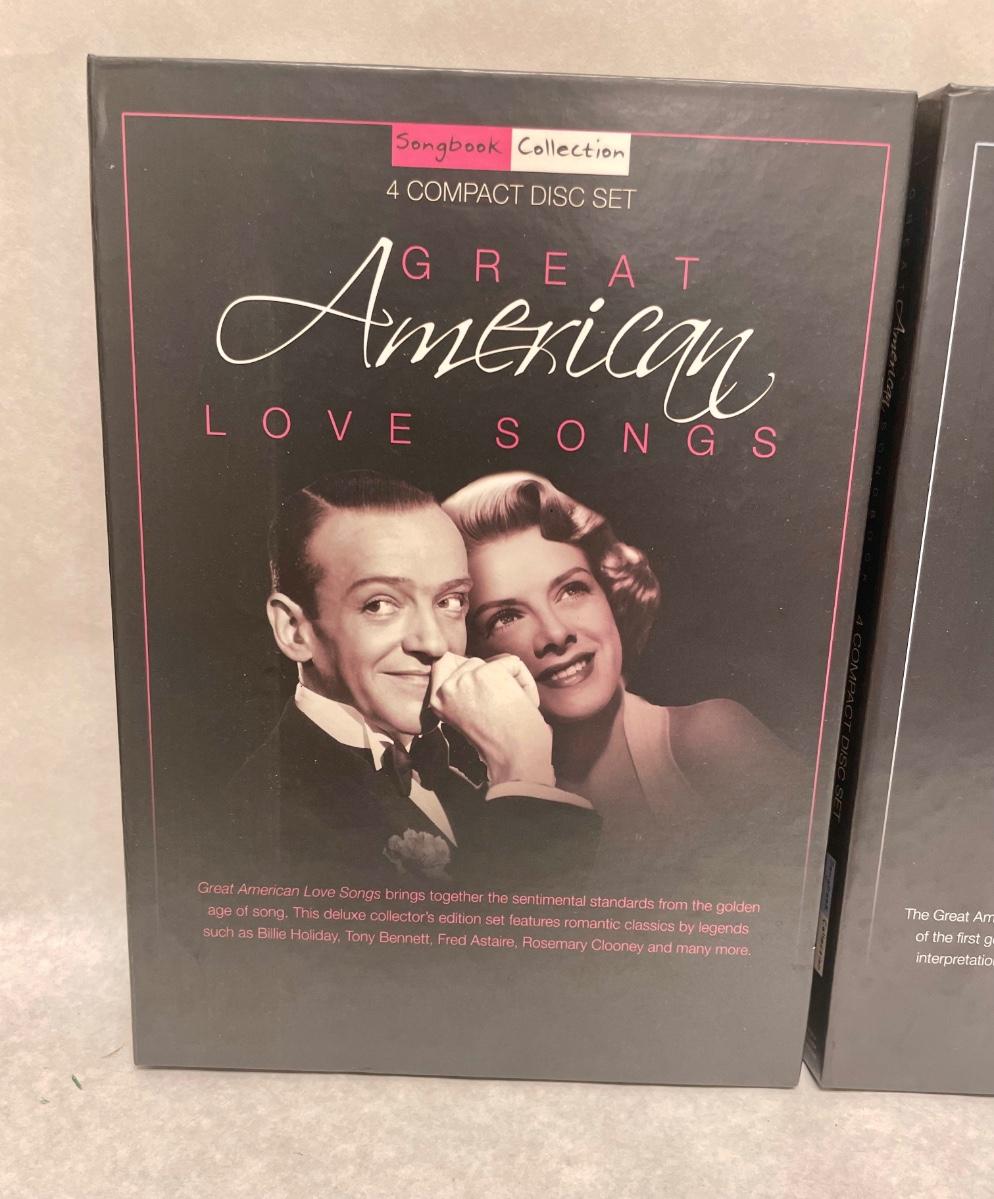 Songbook Collection
4 COMPACT DISC SET
GREAT
American
LOVE SONGS
Great American Love Songs brings together the sentimental standards from the golden
age of song. This deluxe collector's edition set features romantic classics by legends
such as Billie Holiday, Tony Bennett, Fred Astaire, Rosemary Clooney and many more.
GREAT American SONGBOOK 4 COMPACT DISC SET
The Great Am
of the first g
interpretatio